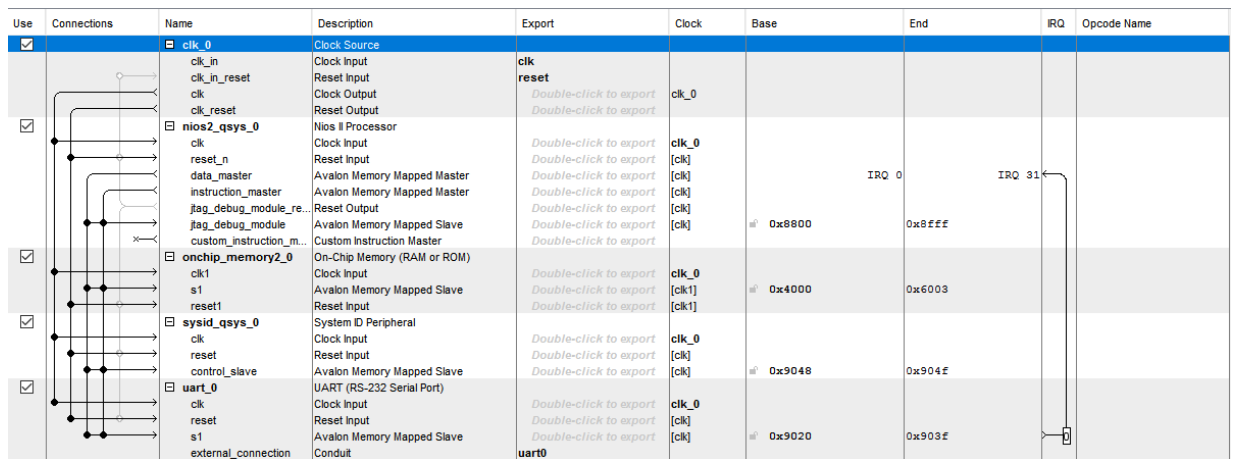 Use Connections Name Description Export Clock Base End IRQ Opcode Name
clk_0 Clock Source
clk_in Clock Input clk
clk_in_reset Reset Input reset
clk Clock Output Double-click to export clk_0
clk_reset Reset Output Double-click to export
nios2_qsys_0 Nios II Processor
clk Clock Input Double-click to export clk_0
reset_n Reset Input Double-click to export [clk]
data_master Avalon Memory Mapped Master Double-click to export [clk] IRQ 0 IRQ 31
instruction_master Avalon Memory Mapped Master Double-click to export [clk]
jtag_debug_module_re... Reset Output Double-click to export [clk]
jtag_debug_module Avalon Memory Mapped Slave Double-click to export [clk] 0x8800 0x8fff
custom_instruction_m... Custom Instruction Master Double-click to export
onchip_memory2_0 On-Chip Memory (RAM or ROM)
clk1 Clock Input Double-click to export clk_0
s1 Avalon Memory Mapped Slave Double-click to export [clk1] 0x4000 0x6003
reset1 Reset Input Double-click to export [clk1]
sysid_qsys_0 System ID Peripheral
clk Clock Input Double-click to export clk_0
reset Reset Input Double-click to export [clk]
control_slave Avalon Memory Mapped Slave Double-click to export [clk] 0x9048 0x904f
uart_0 UART (RS-232 Serial Port)
clk Clock Input Double-click to export clk_0
reset Reset Input Double-click to export [clk]
s1 Avalon Memory Mapped Slave Double-click to export [clk] 0x9020 0x903f 0
external_connection Conduit uart0